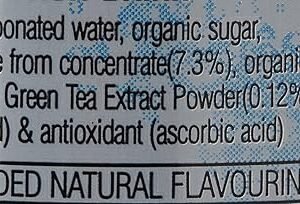 bonated water, organic sugar,
e from concentrate(7.3%), organi
Green Tea Extract Powder(0.12%
) & antioxidant (ascorbic acid)
DED NATURAL FLAVOURIN